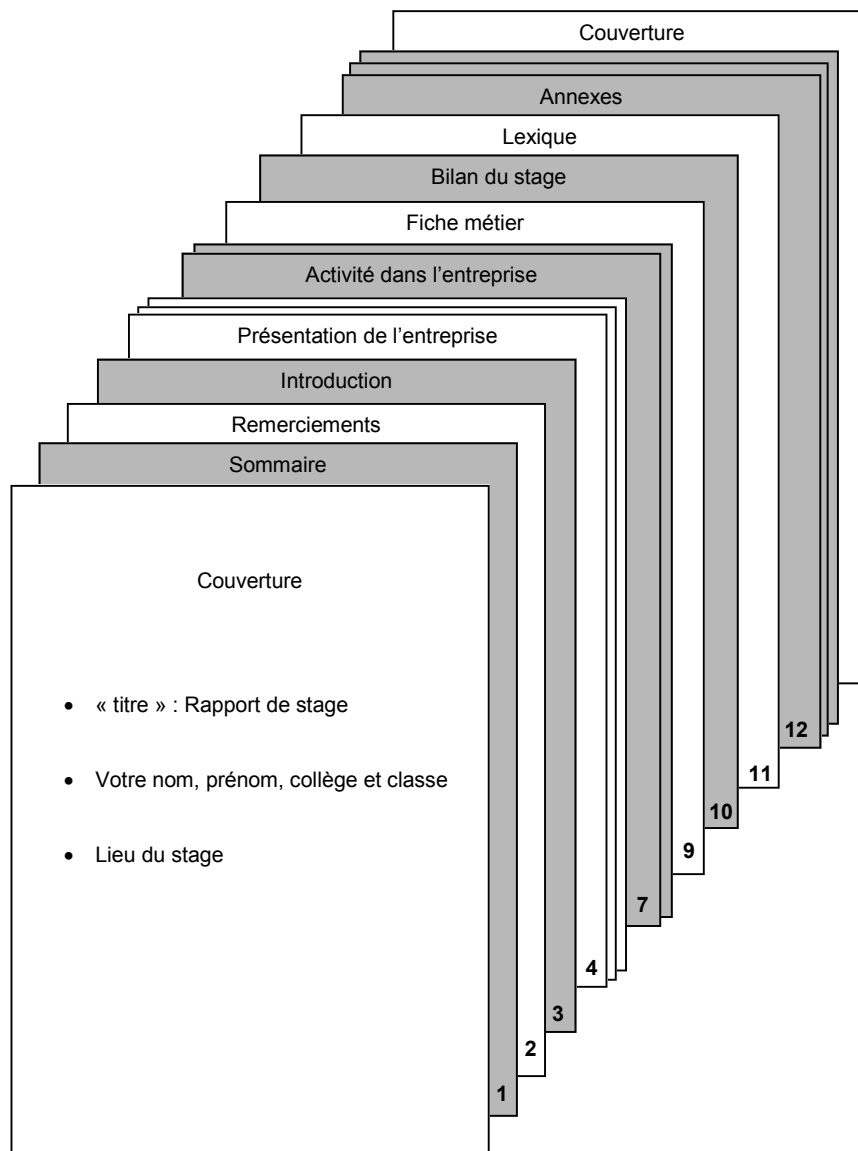 Couverture
Annexes
Lexique
Bilan du stage
Fiche métier
Activité dans l’entreprise
Présentation de l’entreprise
Introduction
Remerciements
Sommaire
Couverture
• « titre » : Rapport de stage
• Votre nom, prénom, collège et classe
• Lieu du stage
12
11
10
9
7
4
3
2
1